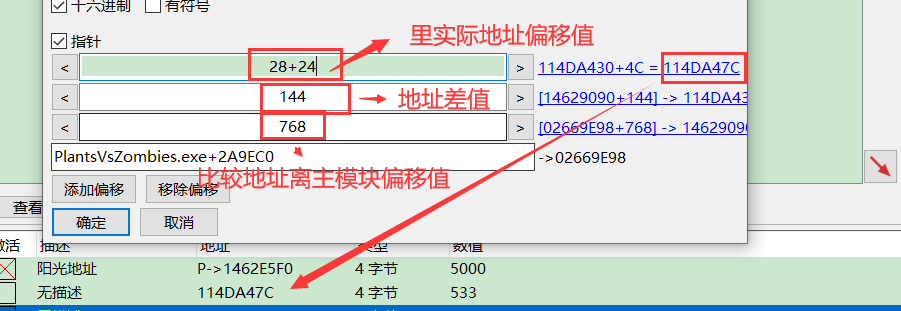 十六进制 有符号
指针
里实际地址偏移值
< 28+24 > 114DA430+4C = 114DA47C
< 144 > 地址差值 [14629090+144] -> 114DA43
< 768 > [02669E98+768] -> 14629090
PlantsVsZombies.exe+2A9EC0 ->02669E98
比较地址离主模块偏移值
添加偏移 移除偏移
查看
确定 取消
激活 描述 地址 类型 数值
阳光地址 P->1462E5F0 4 字节 5000
无描述 114DA47C 4 字节 533